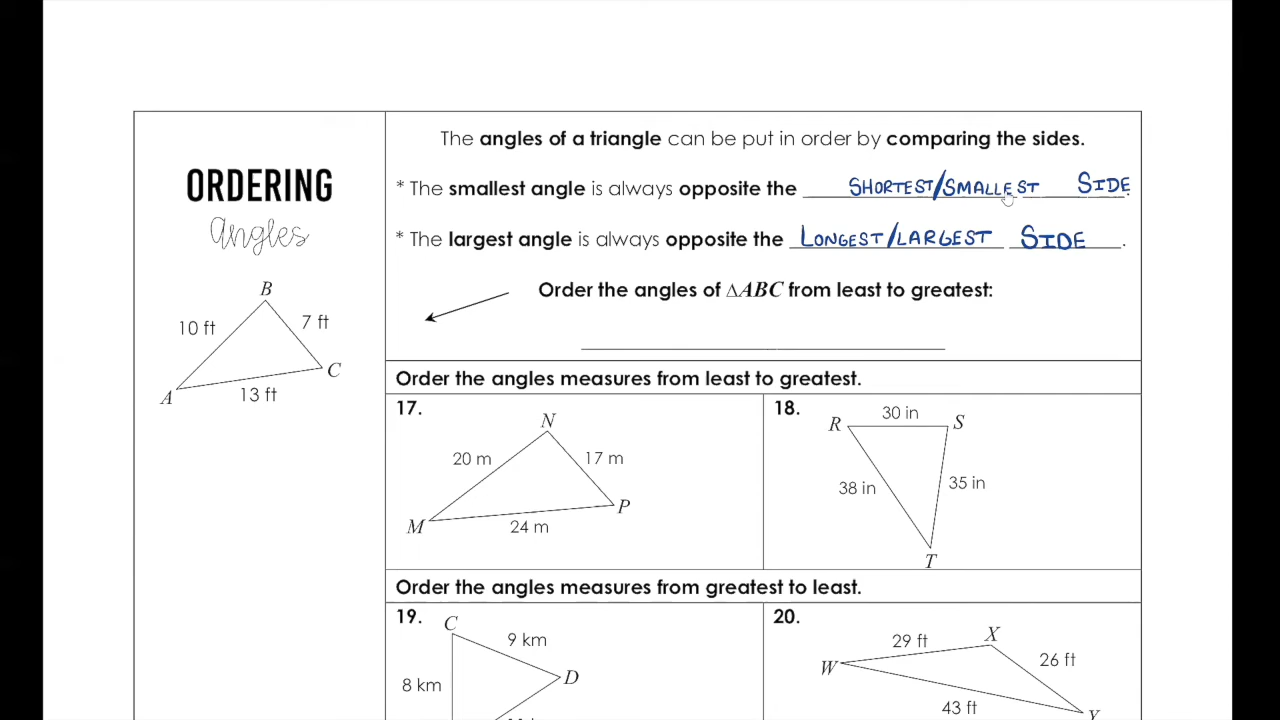 ORDERING
Angles
B
10 ft
7 ft
C
A
13 ft
The angles of a triangle can be put in order by comparing the sides.
* The smallest angle is always opposite the SHORTEST/SMALLEST SIDE.
* The largest angle is always opposite the LONGEST/LARGEST SIDE.
Order the angles of ∆ABC from least to greatest:
Order the angles measures from least to greatest.
17.
N
20 m
17 m
P
M
24 m
18.
30 in
R
S
38 in
35 in
T
Order the angles measures from greatest to least.
19.
C
9 km
D
8 km
20.
X
29 ft
26 ft
W
43 ft
Y